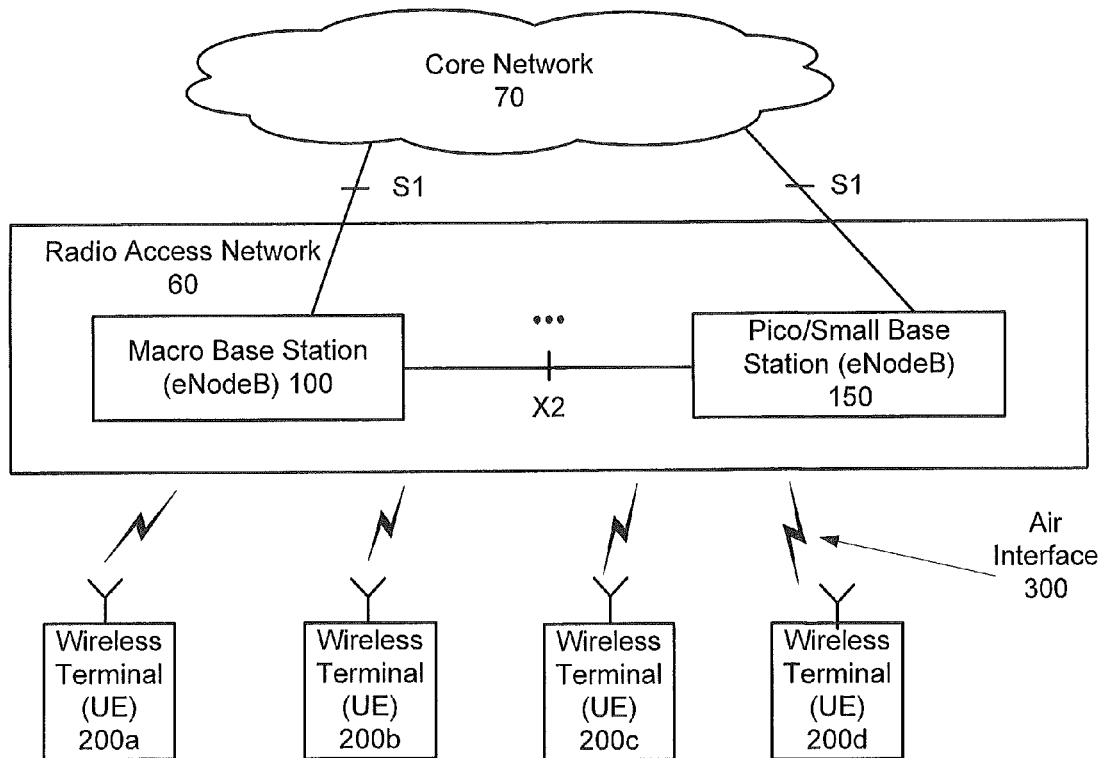 Core Network
70
S1
S1
Radio Access Network
60
Macro Base Station
(eNodeB) 100
...
X2
Pico/Small Base
Station (eNodeB)
150
Air
Interface
300
Wireless
Terminal
(UE)
200a
Wireless
Terminal
(UE)
200b
Wireless
Terminal
(UE)
200c
Wireless
Terminal
(UE)
200d